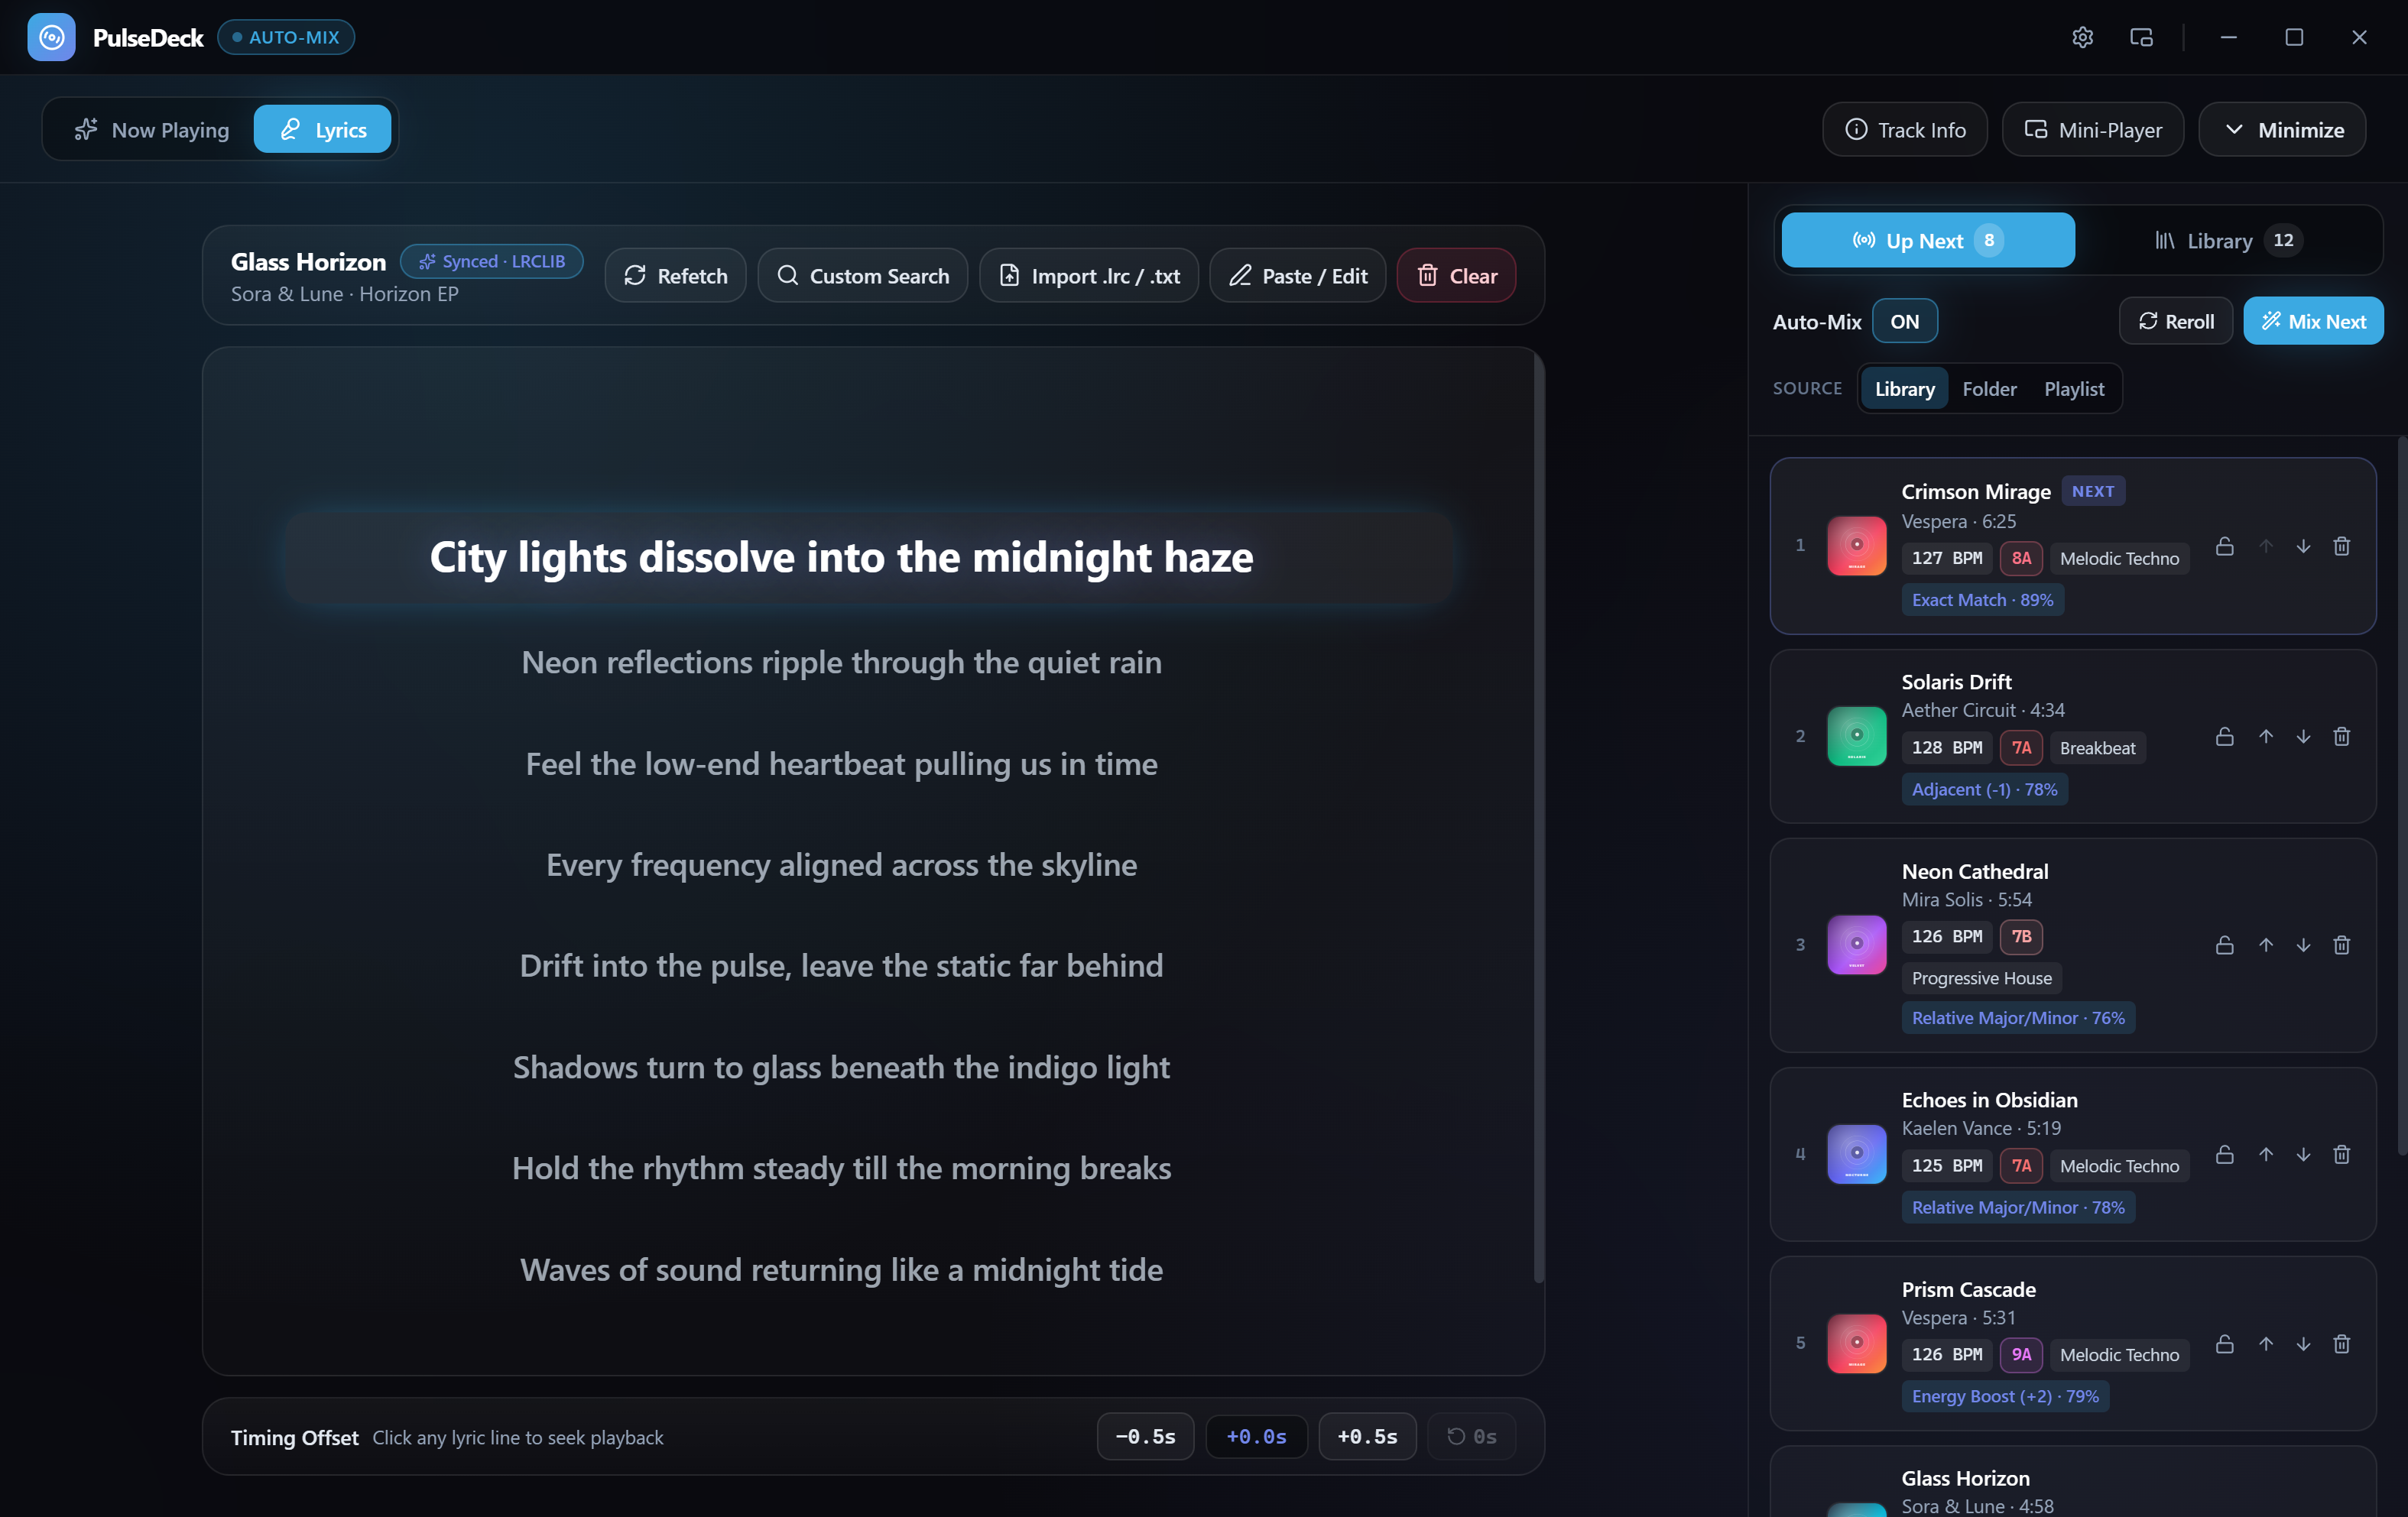 PulseDeck
AUTO-MIX
Now Playing
Lyrics
Track Info
Mini-Player
Minimize
Glass Horizon
Synced · LRCLIB
Sora & Lune · Horizon EP
Refetch
Custom Search
Import .lrc / .txt
Paste / Edit
Clear
City lights dissolve into the midnight haze
Neon reflections ripple through the quiet rain
Feel the low-end heartbeat pulling us in time
Every frequency aligned across the skyline
Drift into the pulse, leave the static far behind
Shadows turn to glass beneath the indigo light
Hold the rhythm steady till the morning breaks
Waves of sound returning like a midnight tide
Timing Offset
Click any lyric line to seek playback
−0.5s
+0.0s
+0.5s
0s
Up Next 8
Library 12
Auto-Mix
ON
Reroll
Mix Next
SOURCE
Library
Folder
Playlist
1
Crimson Mirage
NEXT
Vespera · 6:25
127 BPM
8A
Melodic Techno
Exact Match · 89%
2
Solaris Drift
Aether Circuit · 4:34
128 BPM
7A
Breakbeat
Adjacent (-1) · 78%
3
Neon Cathedral
Mira Solis · 5:54
126 BPM
7B
Progressive House
Relative Major/Minor · 76%
4
Echoes in Obsidian
Kaelen Vance · 5:19
125 BPM
7A
Melodic Techno
Relative Major/Minor · 78%
5
Prism Cascade
Vespera · 5:31
126 BPM
9A
Melodic Techno
Energy Boost (+2) · 79%
Glass Horizon
Sora & Lune · 4:58